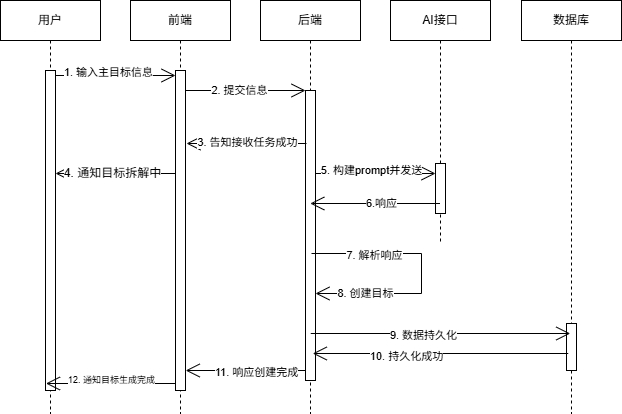 用户
前端
后端
AI接口
数据库
1. 输入主目标信息
2. 提交信息
3. 告知接收任务成功
4. 通知目标拆解中
5. 构建prompt并发送
6.响应
7. 解析响应
8. 创建目标
9. 数据持久化
10. 持久化成功
11. 响应创建完成
12. 通知目标生成完成